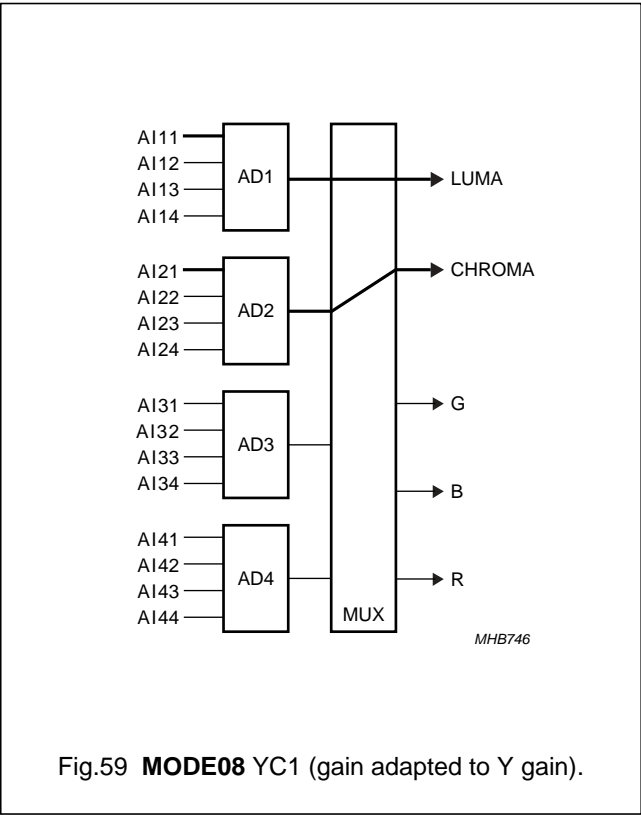 AI11
AI12
AI13
AI14
AD1
LUMA
AI21
AI22
AI23
AI24
AD2
CHROMA
AI31
AI32
AI33
AI34
AD3
G
B
AI41
AI42
AI43
AI44
AD4
R
MUX
MHB746
Fig.59 MODE08 YC1 (gain adapted to Y gain).